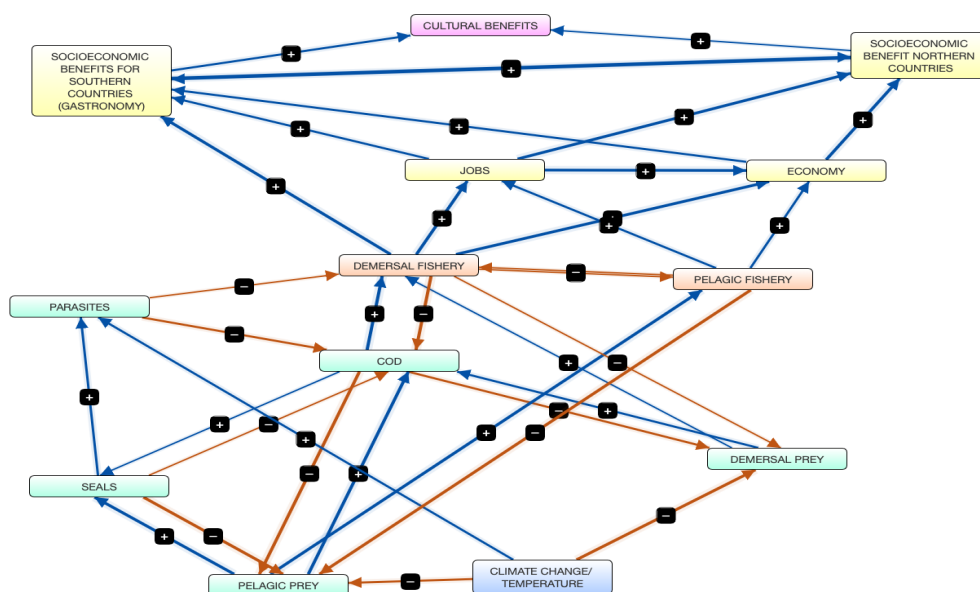 CULTURAL BENEFITS
SOCIOECONOMIC
BENEFITS FOR
SOUTHERN
COUNTRIES
(GASTRONOMY)
SOCIOECONOMIC
BENEFIT NORTHERN
COUNTRIES
+
+
+
+
+
+
+
JOBS
+
ECONOMY
+
+
+
+
DEMERSAL FISHERY
−
PELAGIC FISHERY
−
PARASITES
+
−
−
COD
+
−
+
−
−
+
+
−
+
−
DEMERSAL PREY
−
+
SEALS
−
+
−
CLIMATE CHANGE/
TEMPERATURE
−
PELAGIC PREY